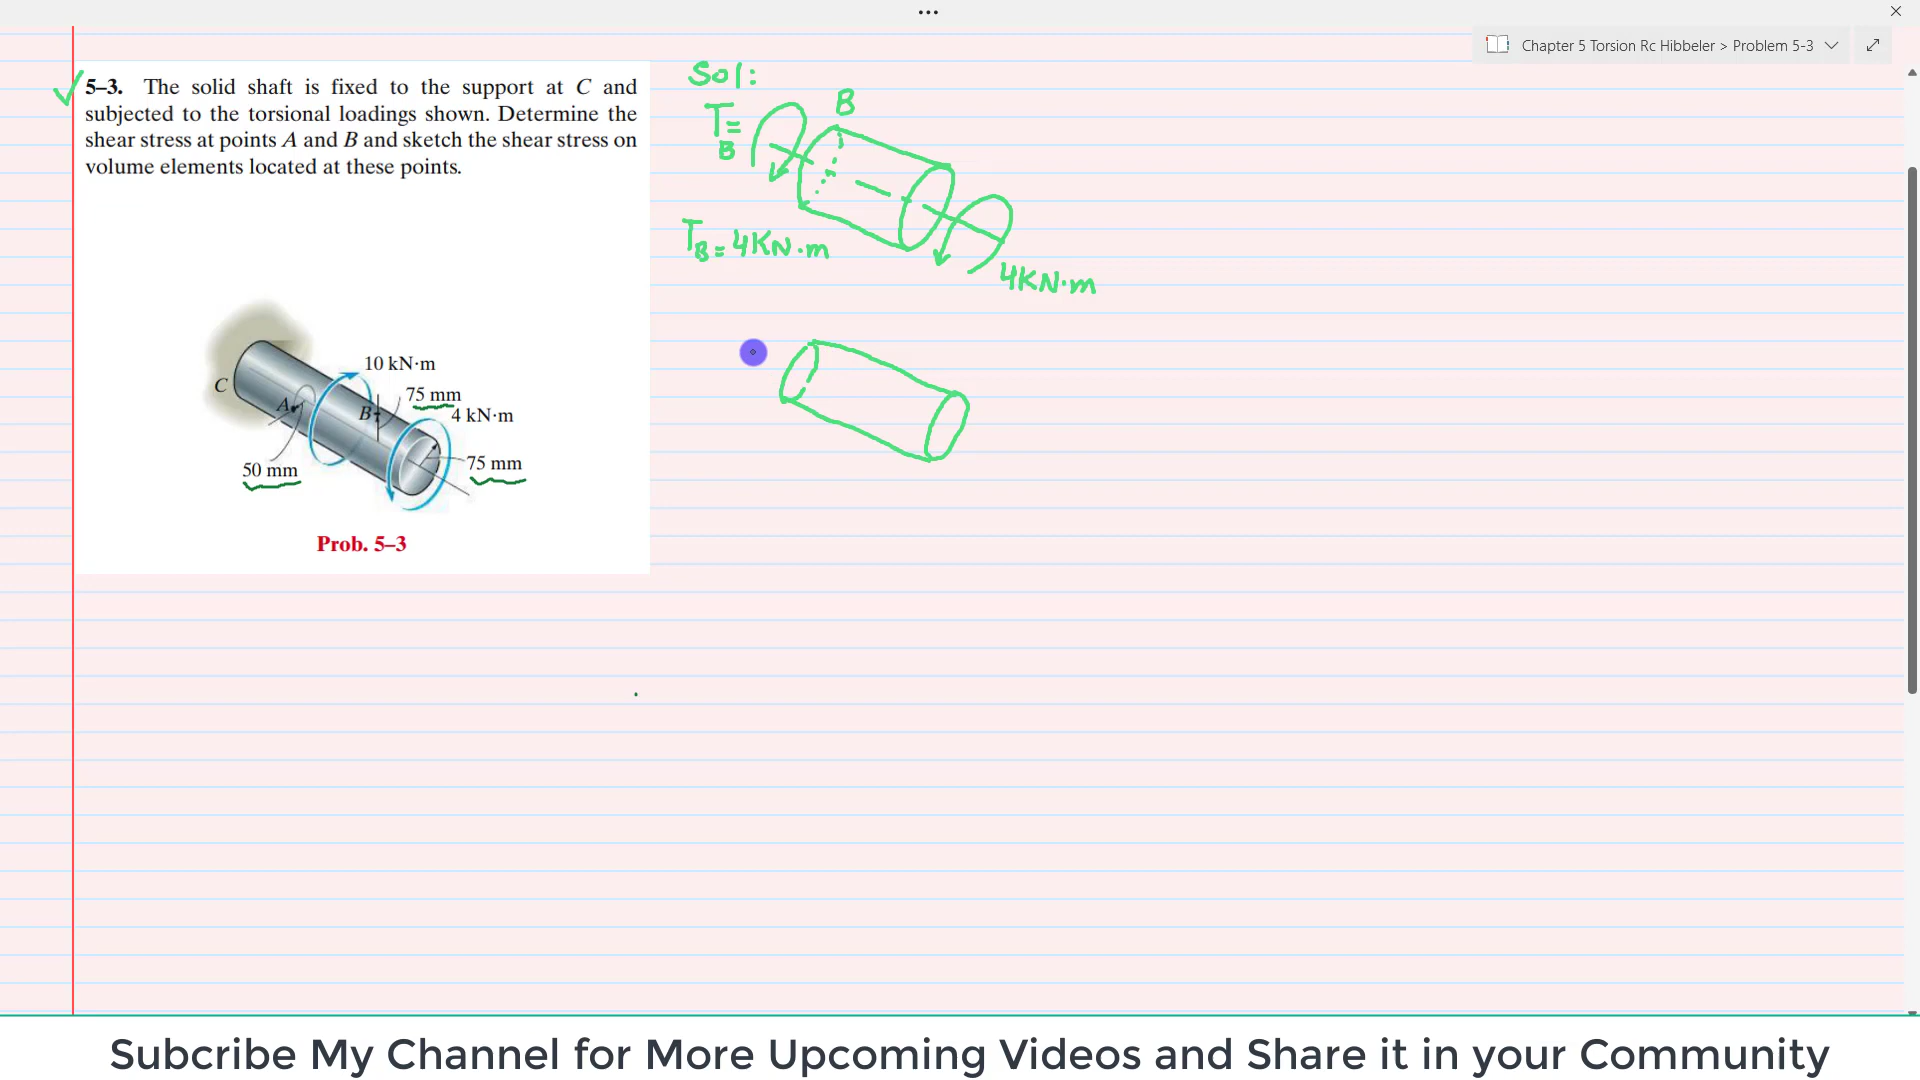 Chapter 5 Torsion Rc Hibbeler > Problem 5-3
5–3. The solid shaft is fixed to the support at C and
subjected to the torsional loadings shown. Determine the
shear stress at points A and B and sketch the shear stress on
volume elements located at these points.
10 kN·m
C
75 mm
A
B
4 kN·m
75 mm
50 mm
Prob. 5–3
Sol:
B
T_B=
T_B=4KN·m
4KN·m
Subcribe My Channel for More Upcoming Videos and Share it in your Community